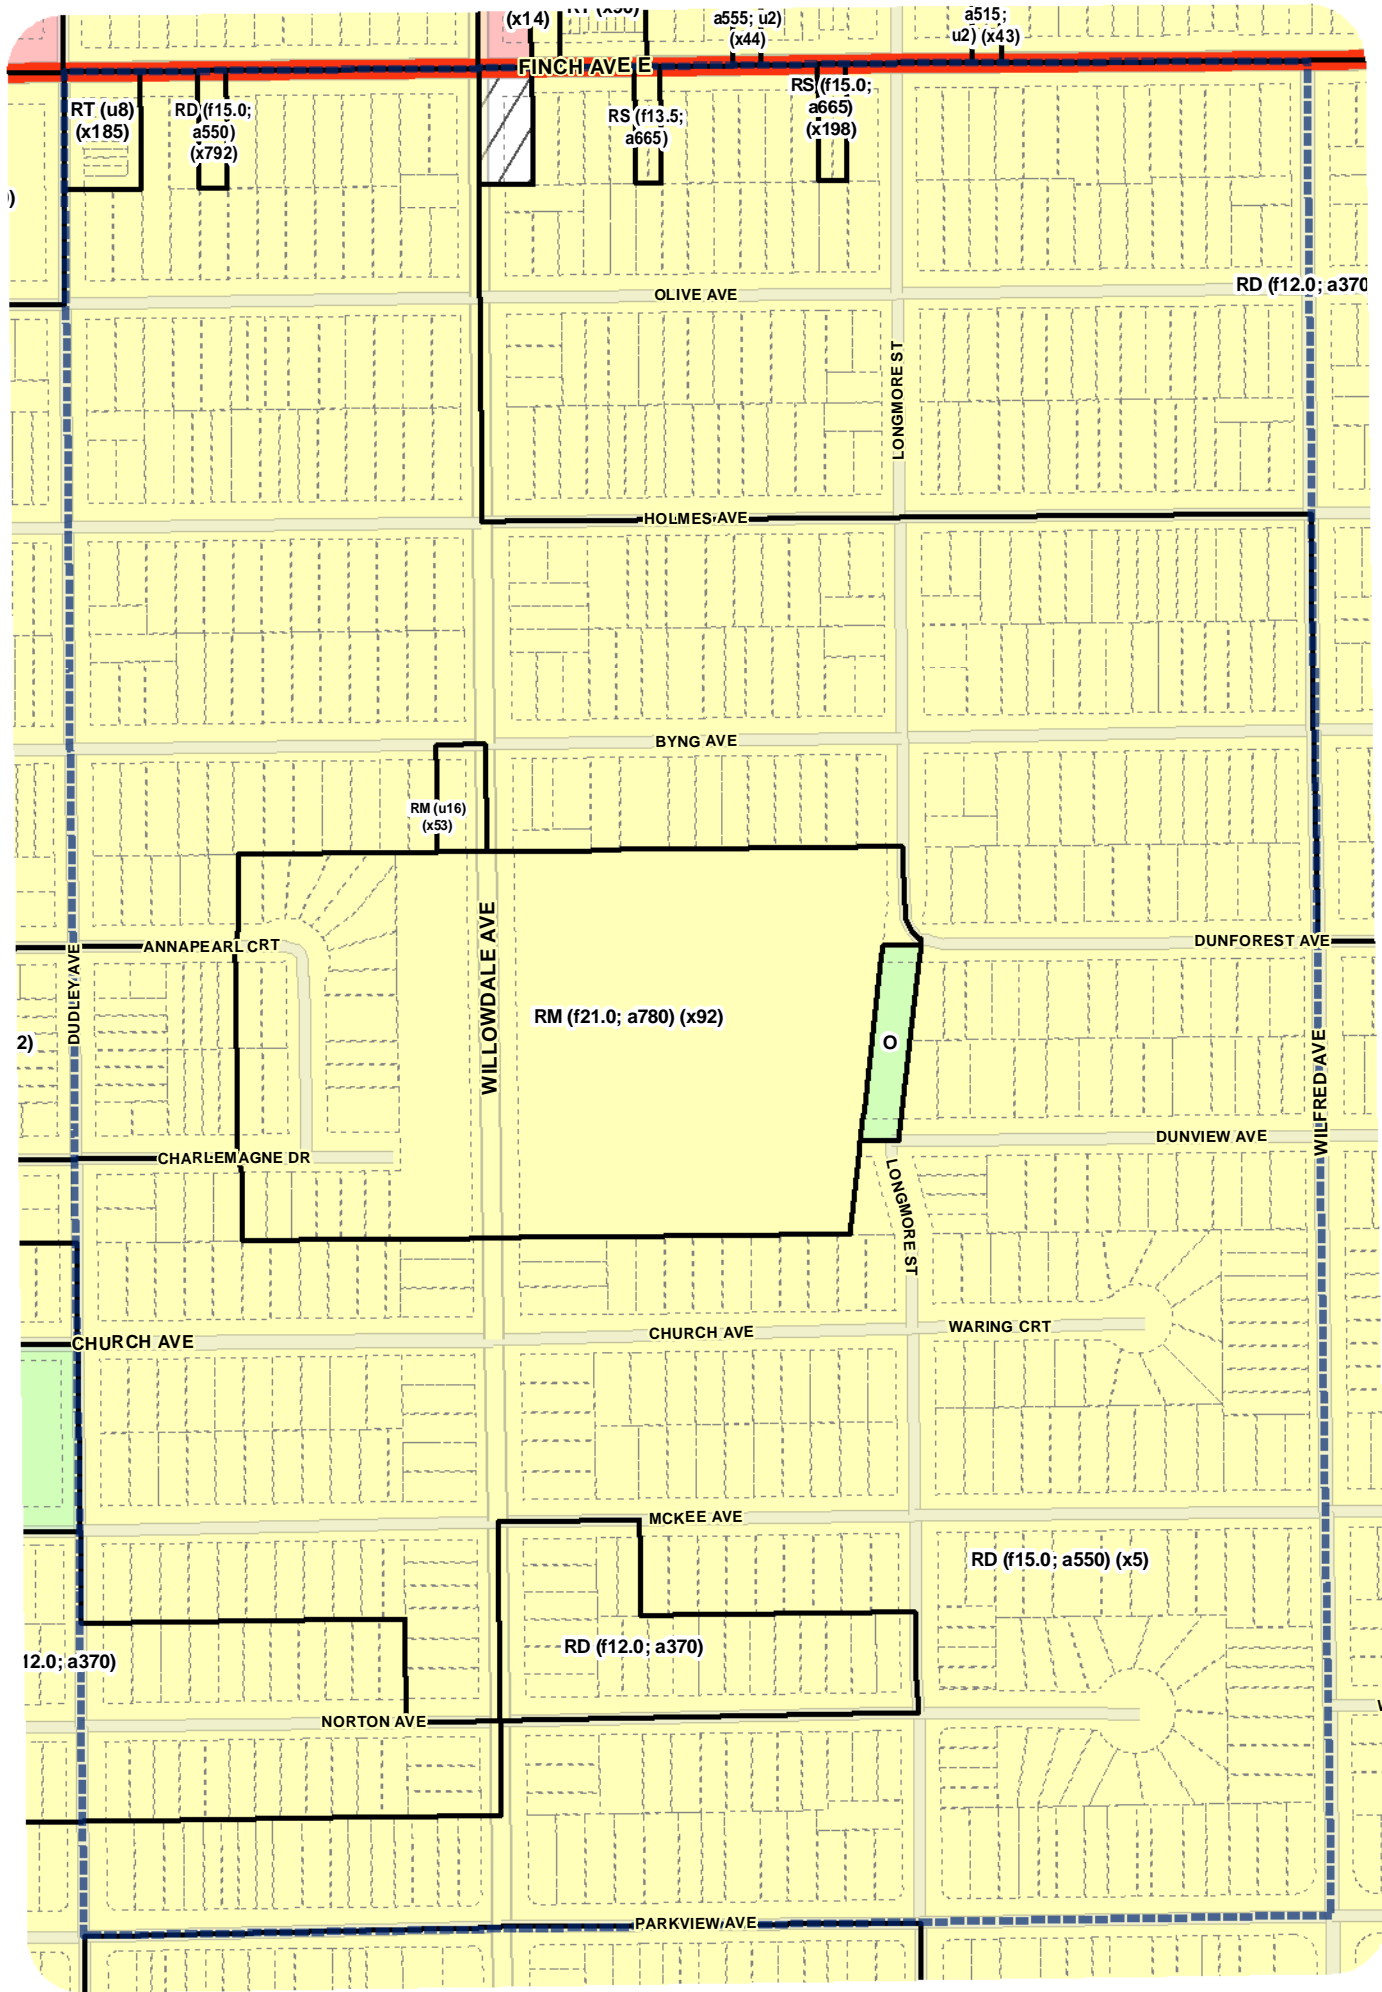 (x14)
a555; u2)
(x44)
a515;
u2) (x43)
FINCH AVE E
RT (u8)
(x185)
RD (f15.0;
a550)
(x792)
RS (f13.5;
a665)
RS (f15.0;
a665)
(x198)
)
OLIVE AVE
RD (f12.0; a370
LONGMORE ST
HOLMES AVE
BYNG AVE
RM (u16)
(x53)
ANNAPEARL CRT
DUNFOREST AVE
DUDLEY AVE
WILLOWDALE AVE
RM (f21.0; a780) (x92)
2)
O
WILFRED AVE
DUNVIEW AVE
CHARLEMAGNE DR
LONGMORE ST
CHURCH AVE
CHURCH AVE
WARING CRT
MCKEE AVE
RD (f15.0; a550) (x5)
RD (f12.0; a370)
12.0; a370)
NORTON AVE
PARKVIEW AVE